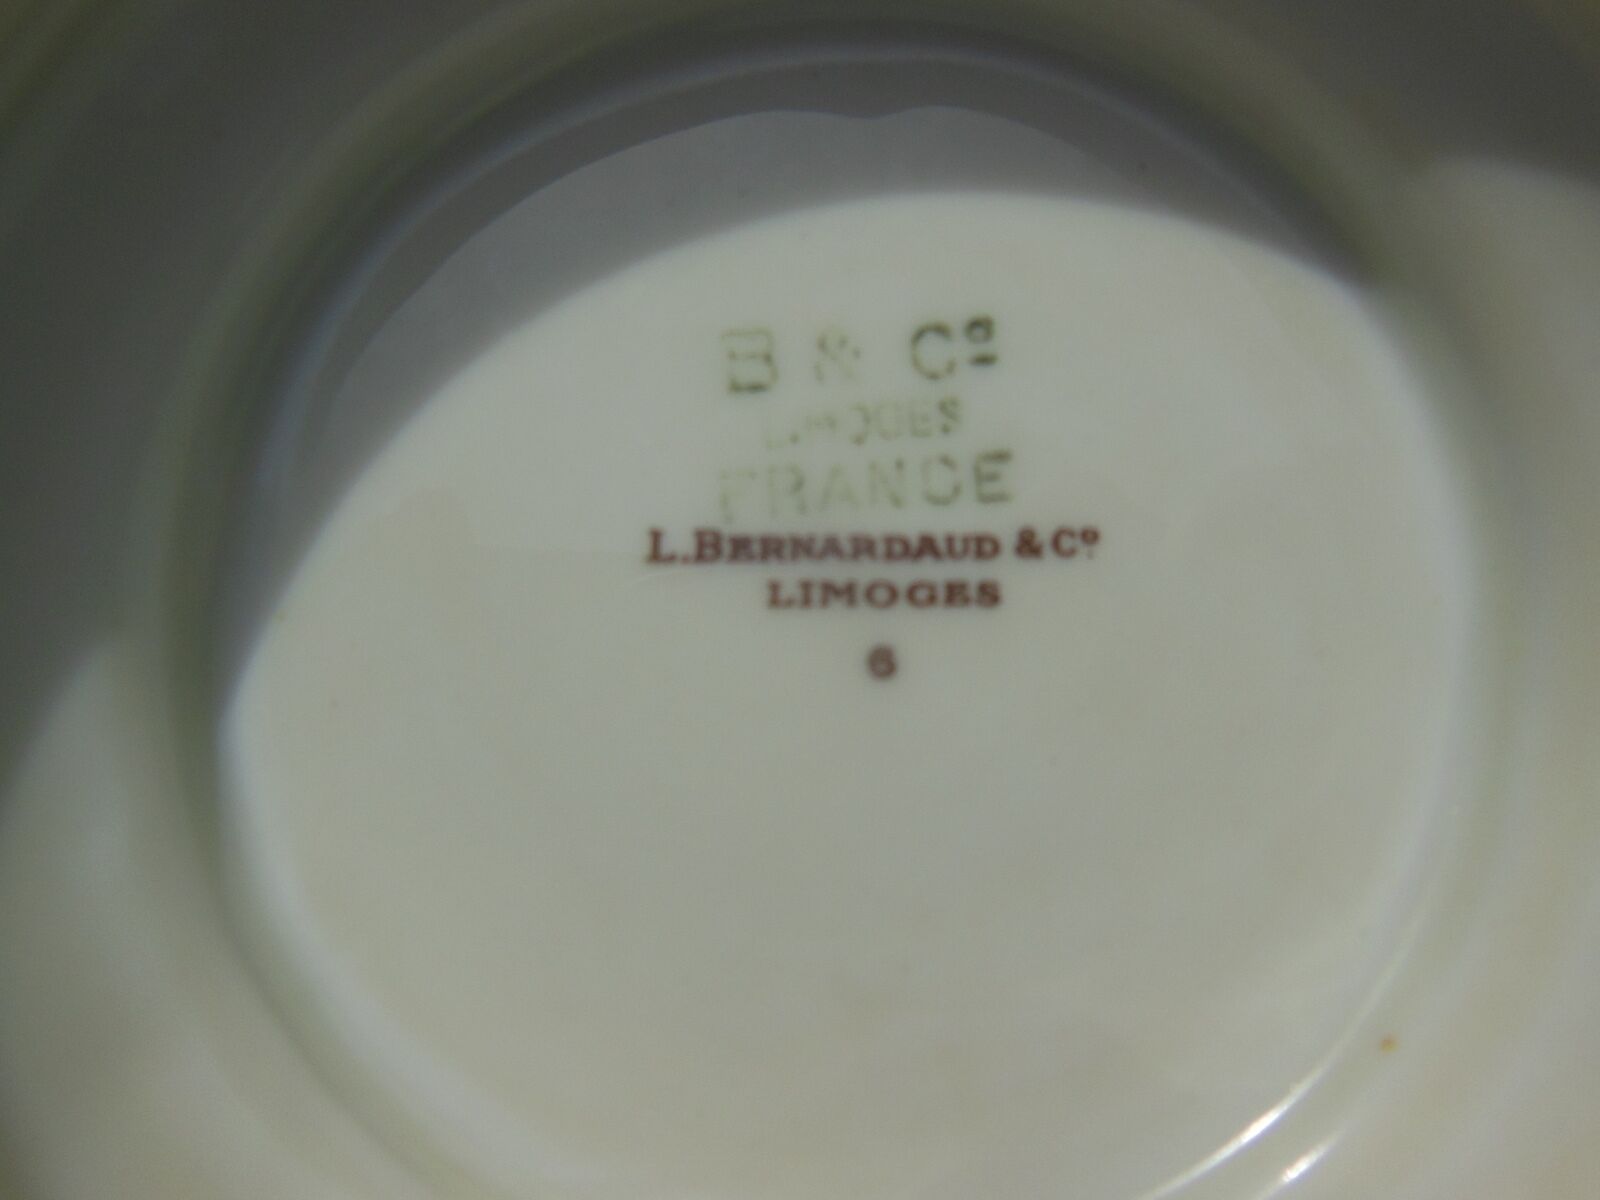 B & Cº
LIMOGES
FRANCE
L. BERNARDAUD & Cº
LIMOGES
6